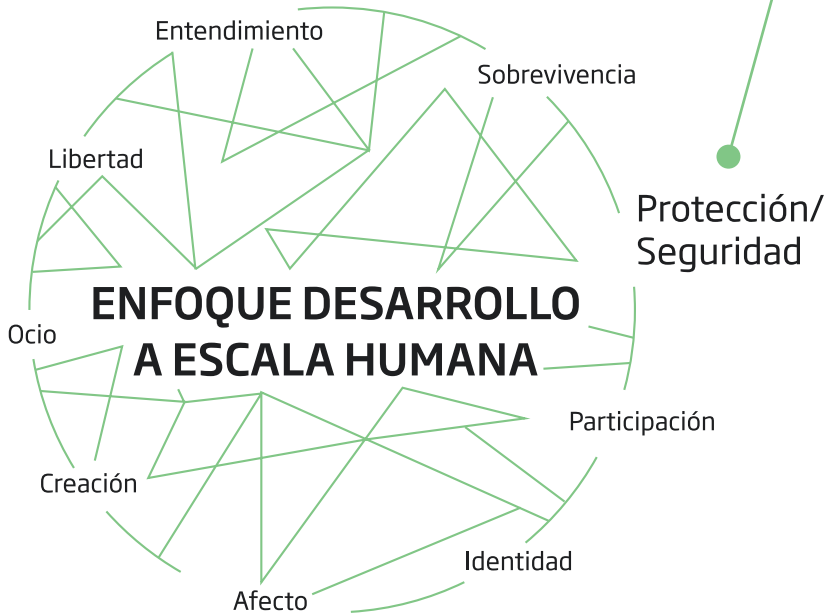 Entendimiento
Sobrevivencia
Libertad
Protección/
Seguridad
ENFOQUE DESARROLLO
A ESCALA HUMANA
Ocio
Participación
Creación
Identidad
Afecto